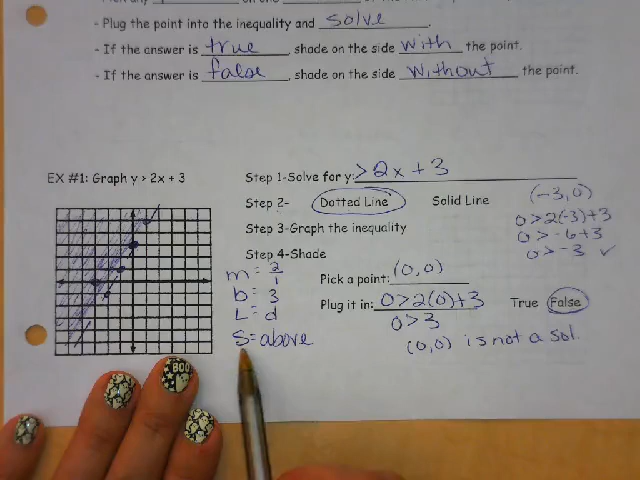 - Plug the point into the inequality and solve.
- If the answer is true, shade on the side with the point.
- If the answer is false, shade on the side without the point.
EX #1: Graph y > 2x + 3
Step 1-Solve for y: > 2x + 3
Step 2- Dotted Line Solid Line
Step 3-Graph the inequality
Step 4-Shade
m = 2/1
b = 3
L = d
S = above
Pick a point: (0,0)
Plug it in: 0 > 2(0) + 3 True False
0 > 3
(0,0) is not a sol.
(-3, 0)
0 > 2(-3) + 3
0 > -6 + 3
0 > -3 ✓
BOO